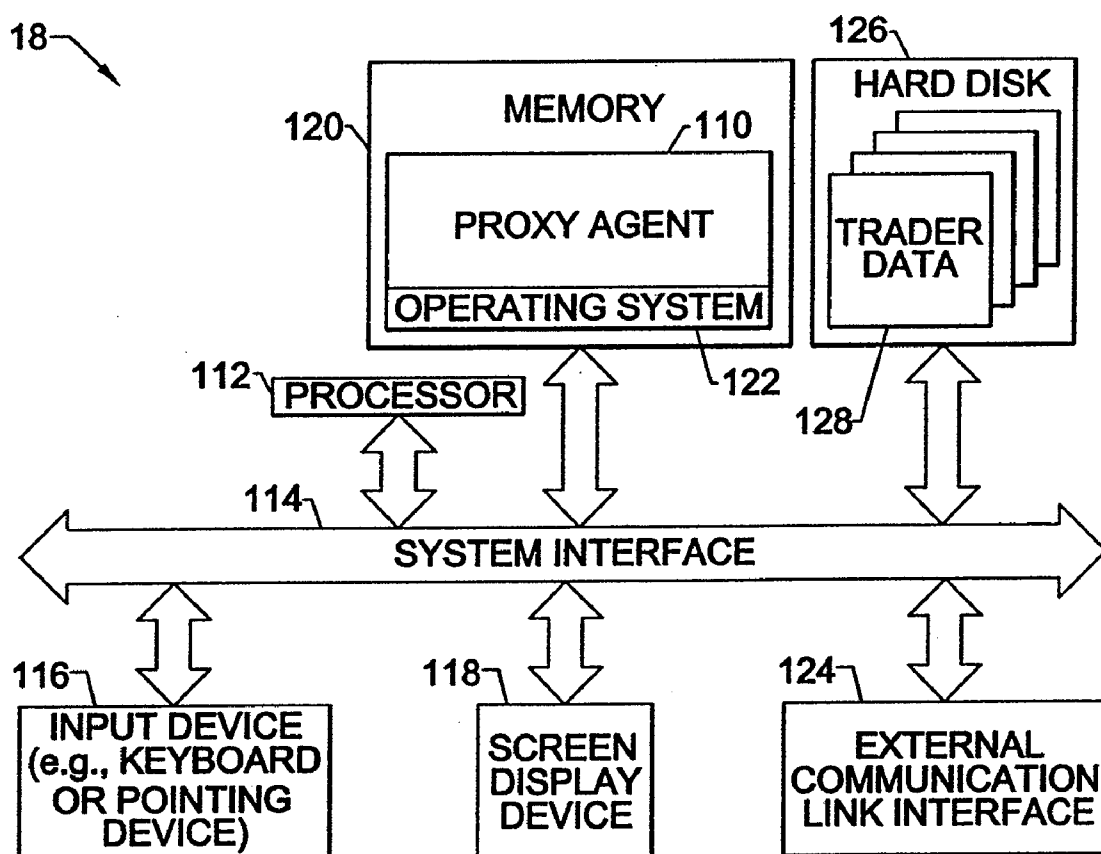 18
126
HARD DISK
MEMORY
120
110
PROXY AGENT
TRADER
DATA
OPERATING SYSTEM
112
PROCESSOR
122
128
114
SYSTEM INTERFACE
116
118
124
INPUT DEVICE
(e.g., KEYBOARD
OR POINTING
DEVICE)
SCREEN
DISPLAY
DEVICE
EXTERNAL
COMMUNICATION
LINK INTERFACE